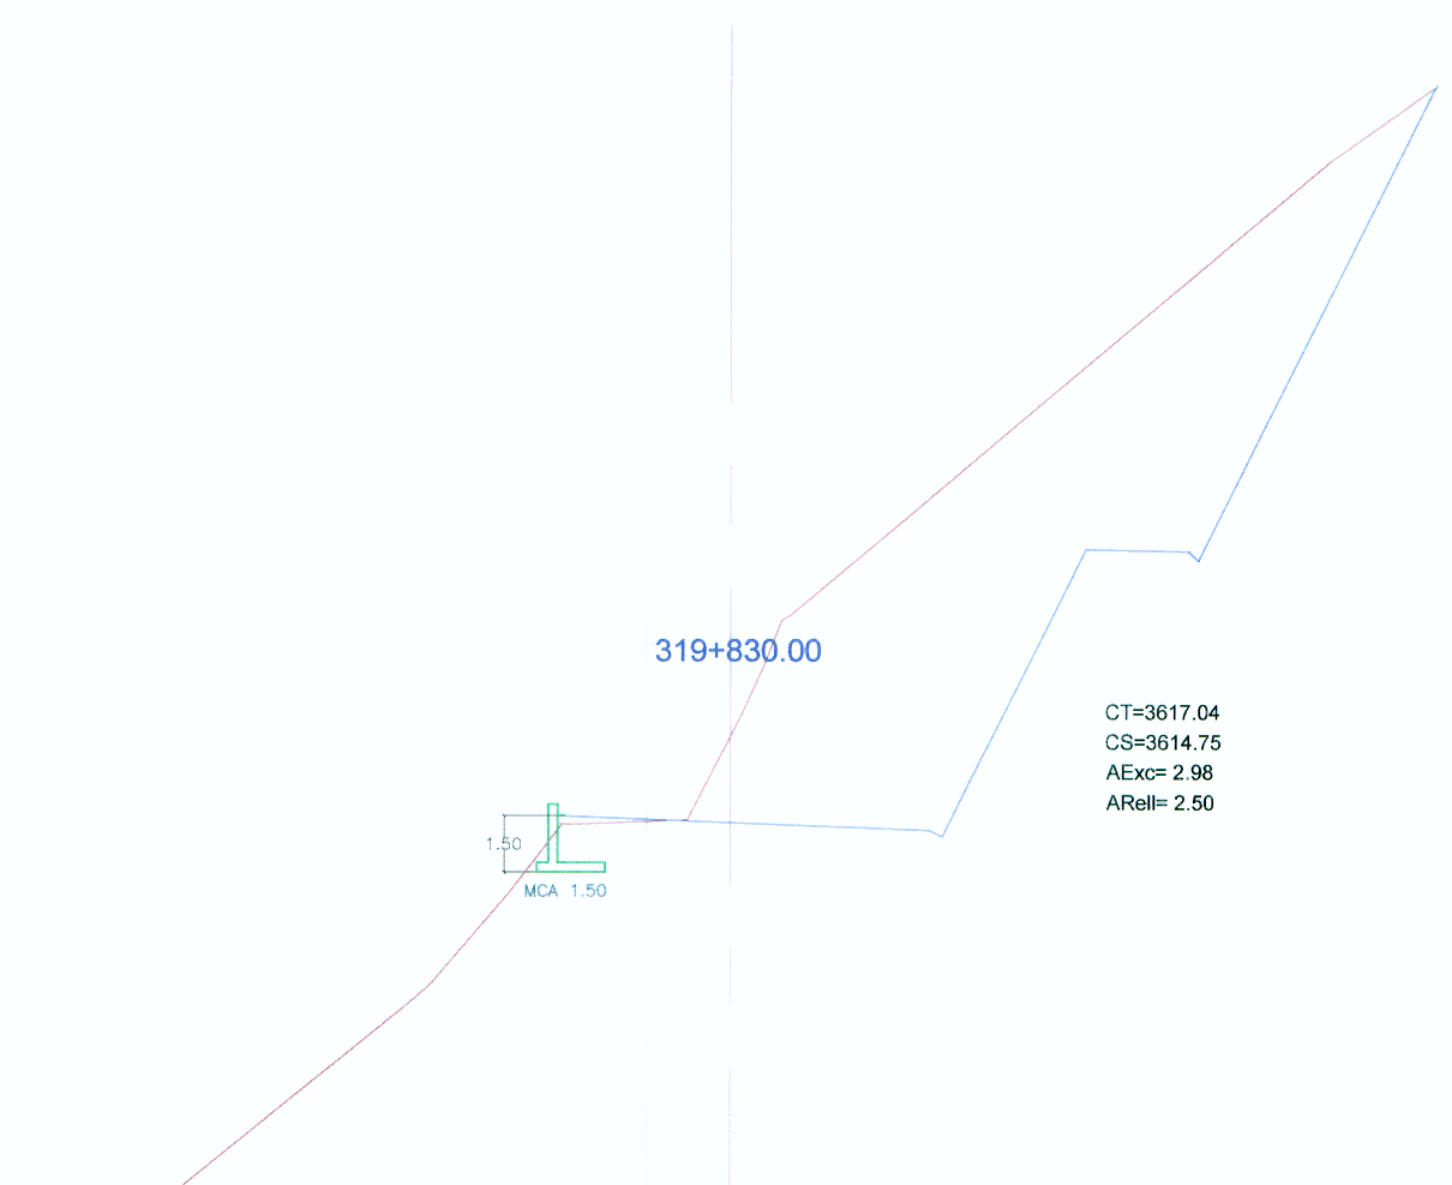 319+830.00
CT=3617.04
CS=3614.75
AExc= 2.98
ARell= 2.50
1.50
MCA 1.50